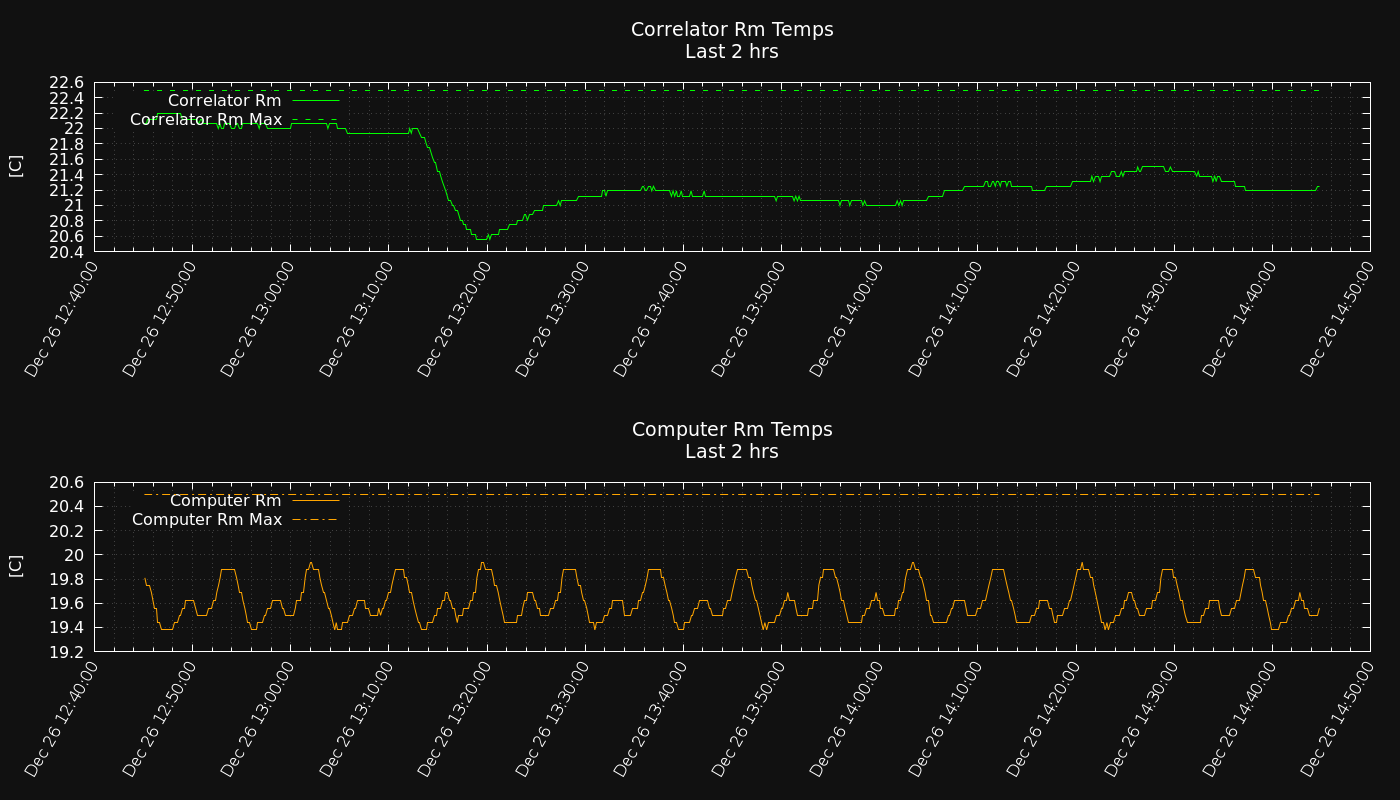 Correlator Rm Temps
Last 2 hrs
22.6
22.4
22.2
22
21.8
21.6
21.4
21.2
21
20.8
20.6
20.4
[C]
Correlator Rm
Correlator Rm Max
Dec 26 12:40:00
Dec 26 12:50:00
Dec 26 13:00:00
Dec 26 13:10:00
Dec 26 13:20:00
Dec 26 13:30:00
Dec 26 13:40:00
Dec 26 13:50:00
Dec 26 14:00:00
Dec 26 14:10:00
Dec 26 14:20:00
Dec 26 14:30:00
Dec 26 14:40:00
Dec 26 14:50:00
Computer Rm Temps
Last 2 hrs
20.6
20.4
20.2
20
19.8
19.6
19.4
19.2
[C]
Computer Rm
Computer Rm Max
Dec 26 12:40:00
Dec 26 12:50:00
Dec 26 13:00:00
Dec 26 13:10:00
Dec 26 13:20:00
Dec 26 13:30:00
Dec 26 13:40:00
Dec 26 13:50:00
Dec 26 14:00:00
Dec 26 14:10:00
Dec 26 14:20:00
Dec 26 14:30:00
Dec 26 14:40:00
Dec 26 14:50:00